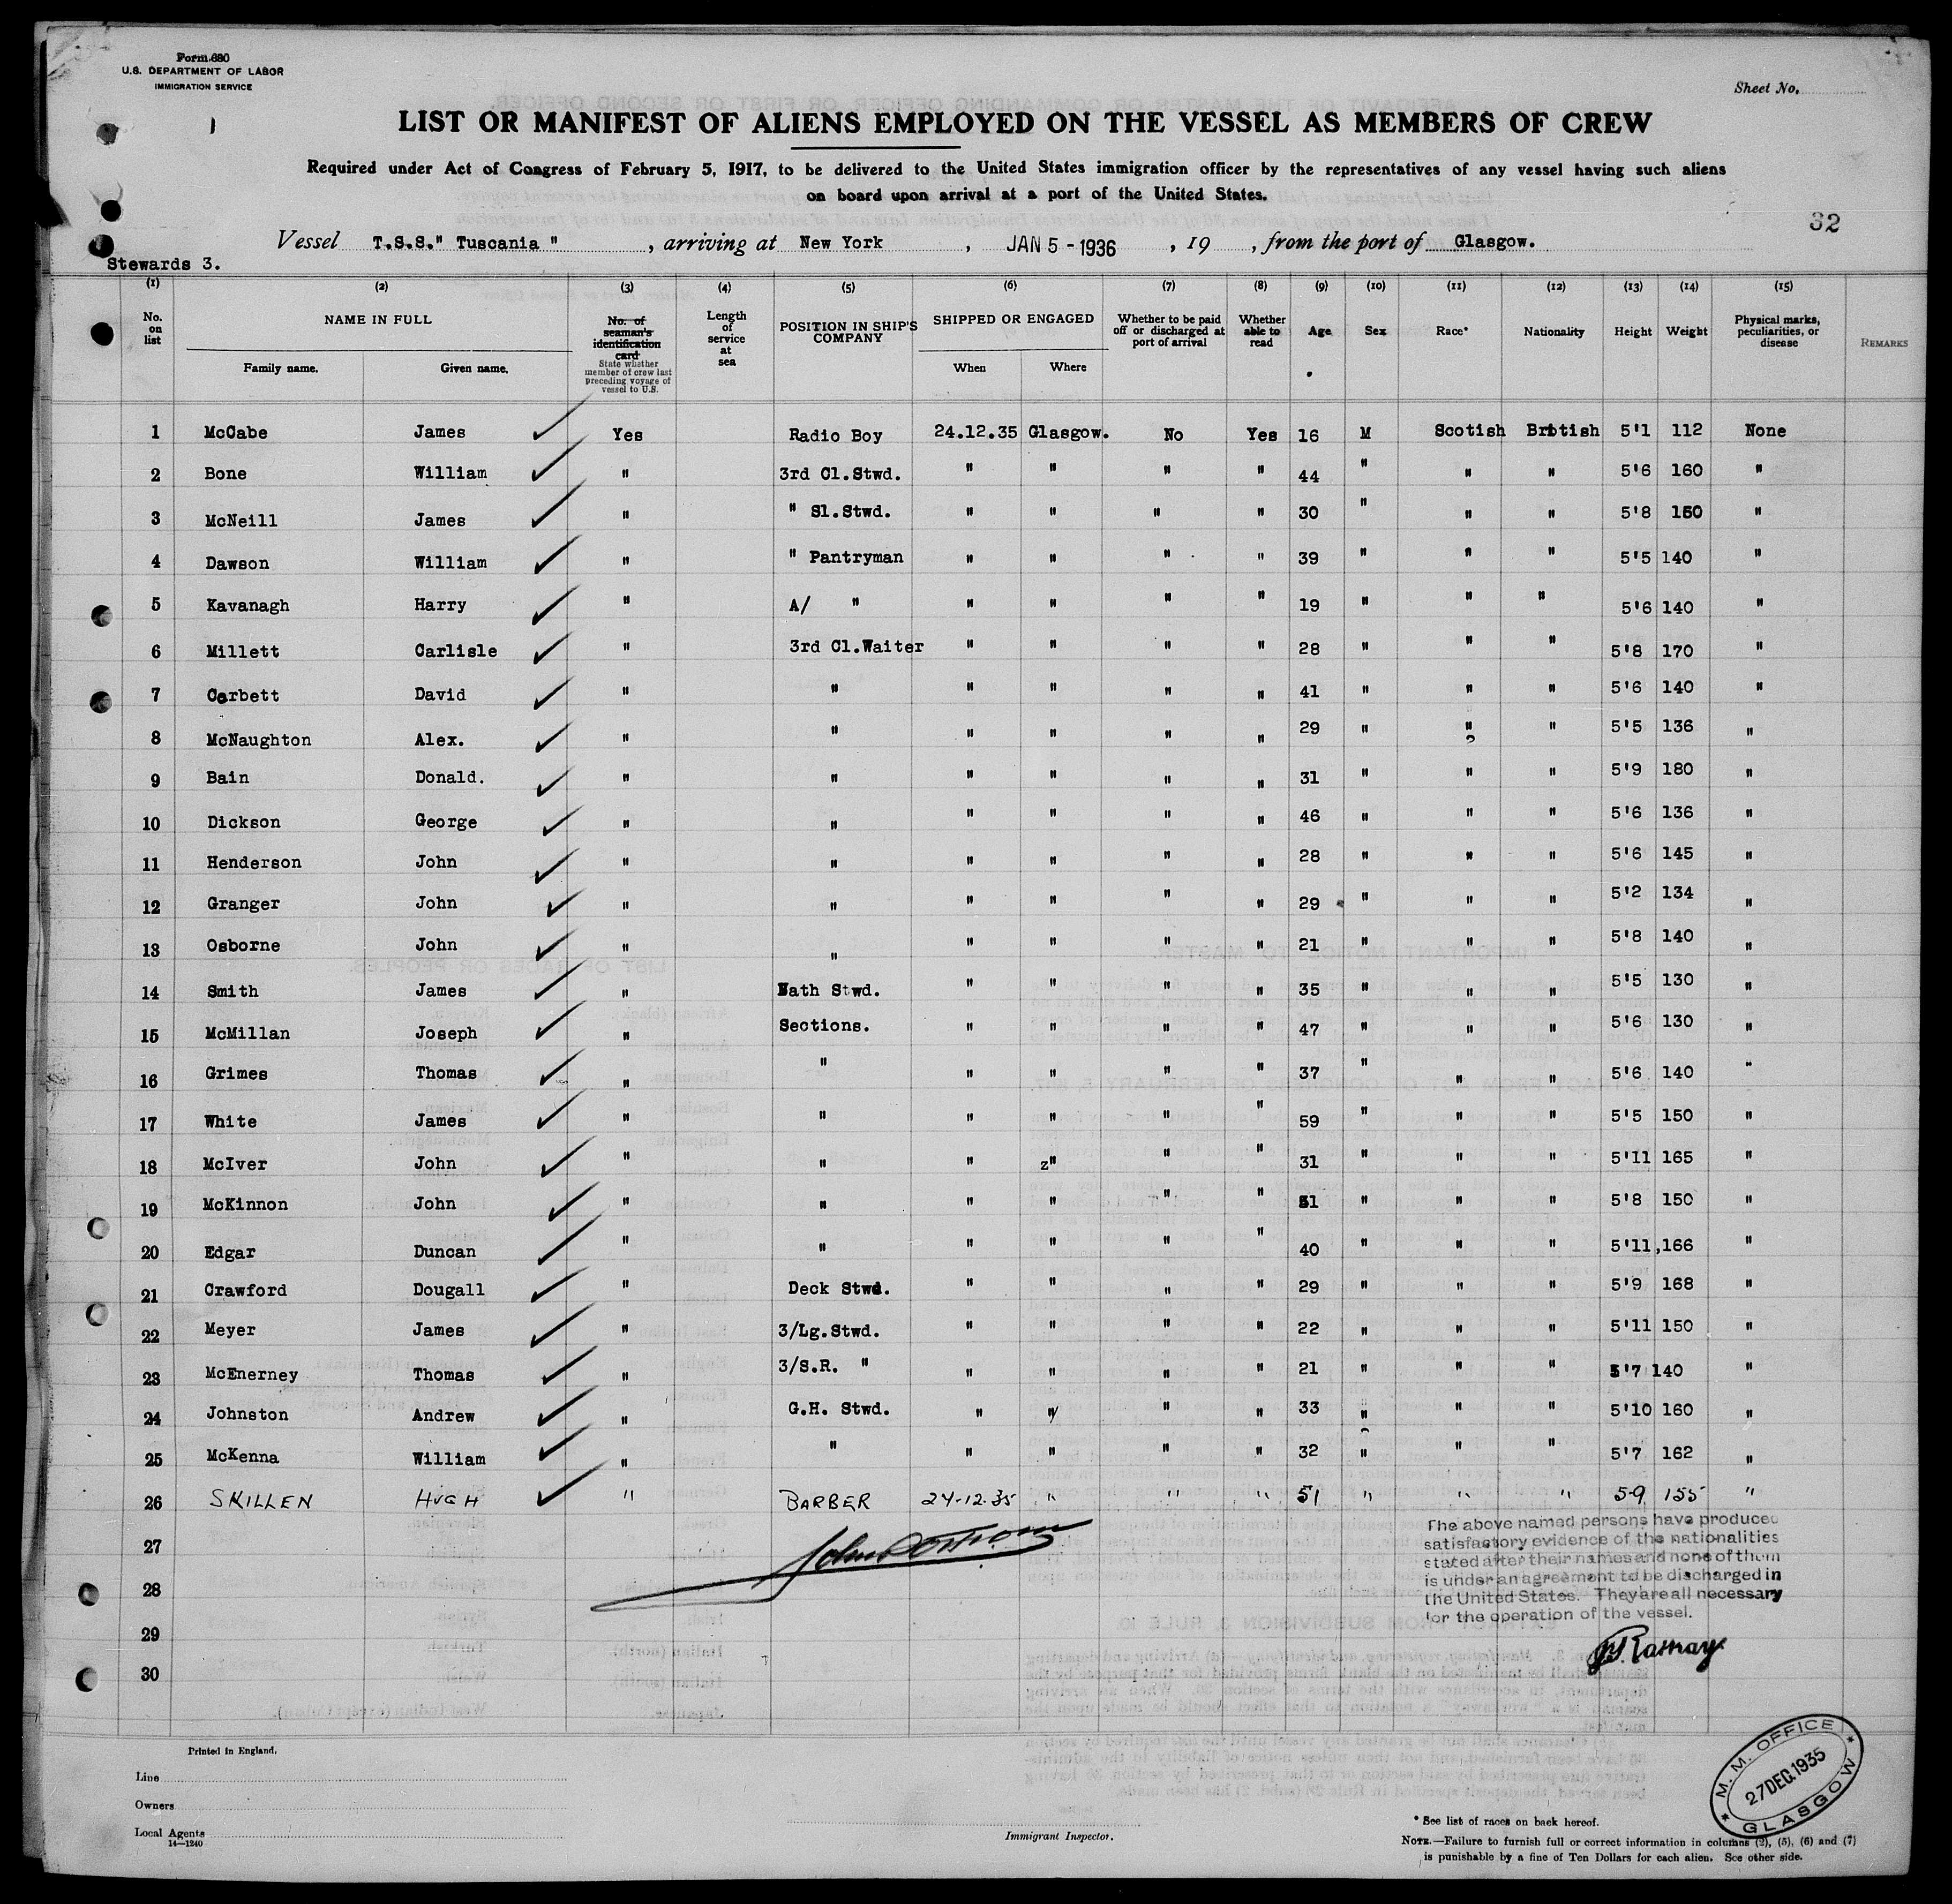 Form 680
U.S. DEPARTMENT OF LABOR
IMMIGRATION SERVICE
Sheet No.
1
LIST OR MANIFEST OF ALIENS EMPLOYED ON THE VESSEL AS MEMBERS OF CREW
Required under Act of Congress of February 5, 1917, to be delivered to the United States immigration officer by the representatives of any vessel having such aliens
on board upon arrival at a port of the United States.
32
Vessel T.S.S." Tuscania " , arriving at New York , JAN 5 - 1936 , 19 , from the port of Glasgow.
Stewards 3.
(1) (2) (3) (4) (5) (6) (7) (8) (9) (10) (11) (12) (13) (14) (15)
No. on list NAME IN FULL Family name. Given name. No. of seaman's identification card State whether member of crew last preceding voyage of vessel to U.S. Length of service at sea POSITION IN SHIP'S COMPANY SHIPPED OR ENGAGED When Where Whether to be paid off or discharged at port of arrival Whether able to read Age Sex Race* Nationality Height Weight Physical marks, peculiarities, or disease REMARKS
1 McCabe James Yes Radio Boy 24.12.35 Glasgow. No Yes 16 M Scotish British 5'1 112 None
2 Bone William " 3rd Cl.Stwd. " " " " 44 " " " 5'6 160 "
3 McNeill James " " Sl.Stwd. " " " " 30 " " " 5'8 150 "
4 Dawson William " " Pantryman " " " " 39 " " " 5'5 140 "
5 Kavanagh Harry " A/ " " " " " 19 " " " 5'6 140 "
6 Millett Carlisle " 3rd Cl.Waiter " " " " 28 " " " 5'8 170 "
7 Corbett David " " " " " " 41 " " " 5'6 140 "
8 McNaughton Alex. " " " " " " 29 " " " 5'5 136 "
9 Bain Donald. " " " " " " 31 " " " 5'9 180 "
10 Dickson George " " " " " " 46 " " " 5'6 136 "
11 Henderson John " " " " " " 28 " " " 5'6 145 "
12 Granger John " " " " " " 29 " " " 5'2 134 "
13 Osborne John " " " " " " 21 " " " 5'8 140 "
14 Smith James " Bath Stwd. " " " " 35 " " " 5'5 130 "
15 McMillan Joseph " Sections. " " " " 47 " " " 5'6 130 "
16 Grimes Thomas " " " " " " 37 " " " 5'6 140 "
17 White James " " " " " " 59 " " " 5'5 150 "
18 McIver John " " " z" " " 31 " " " 5'11 165 "
19 McKinnon John " " " " " " " " " 5'8 150 "
20 Edgar Duncan " " " " " " 40 " " " 5'11,166 "
21 Crawford Dougall " Deck Stwd. " " " " 29 " " " 5'9 168 "
22 Meyer James " 3/Lg.Stwd. " " " " 22 " " " 5'11 150 "
23 McEnerney Thomas " 3/S.R. " " " " " 21 " " " 5'7 140 "
24 Johnston Andrew " G.H. Stwd. " " " " 33 " " " 5'10 160 "
25 McKenna William " " " " " " 32 " " " 5'7 162 "
26 SKILLEN HUGH " BARBER 24-12-35 " " " 51 " " " 5-9 155 "
27
28
29
30
The above named persons have produced
satisfactory evidence of the nationalities
stated after their names and none of them
is under an agreement to be discharged in
the United States. They are all necessary
for the operation of the vessel.
Printed in England.
Line
Owners
Local Agents
14—1240
Immigrant Inspector.
M.M. OFFICE
27 DEC. 1935
GLASGOW
* See list of races on back hereof.
NOTE.—Failure to furnish full or correct information in columns (2), (5), (6) and (7)
is punishable by a fine of Ten Dollars for each alien. See other side.